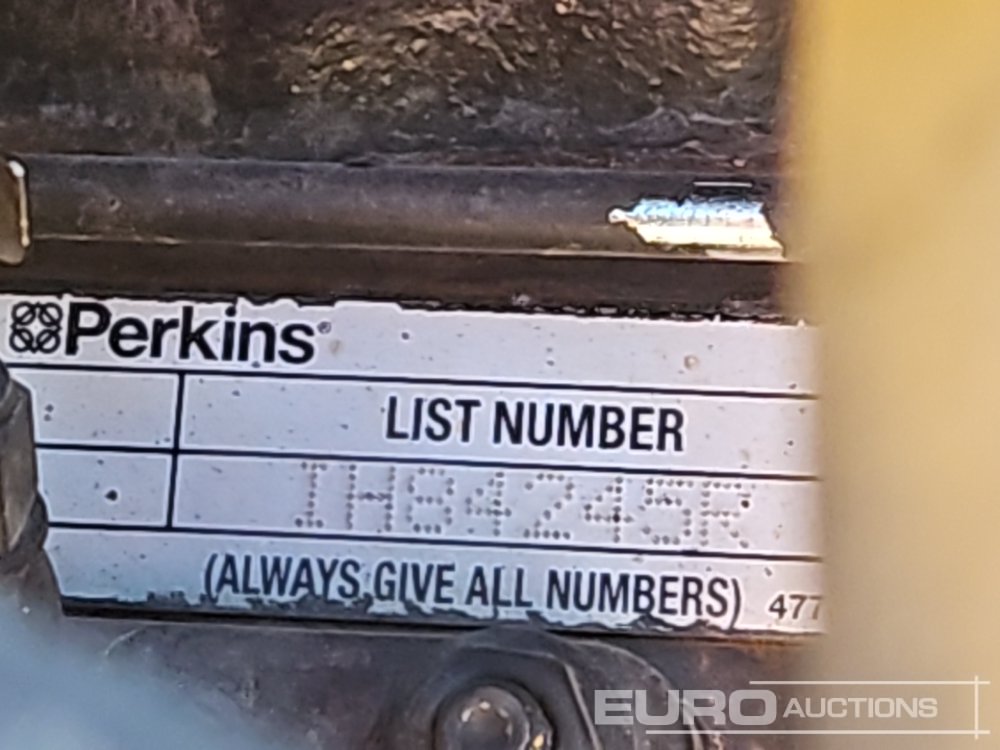 Perkins®
LIST NUMBER
IH84245R
(ALWAYS GIVE ALL NUMBERS) 477
EURO AUCTIONS